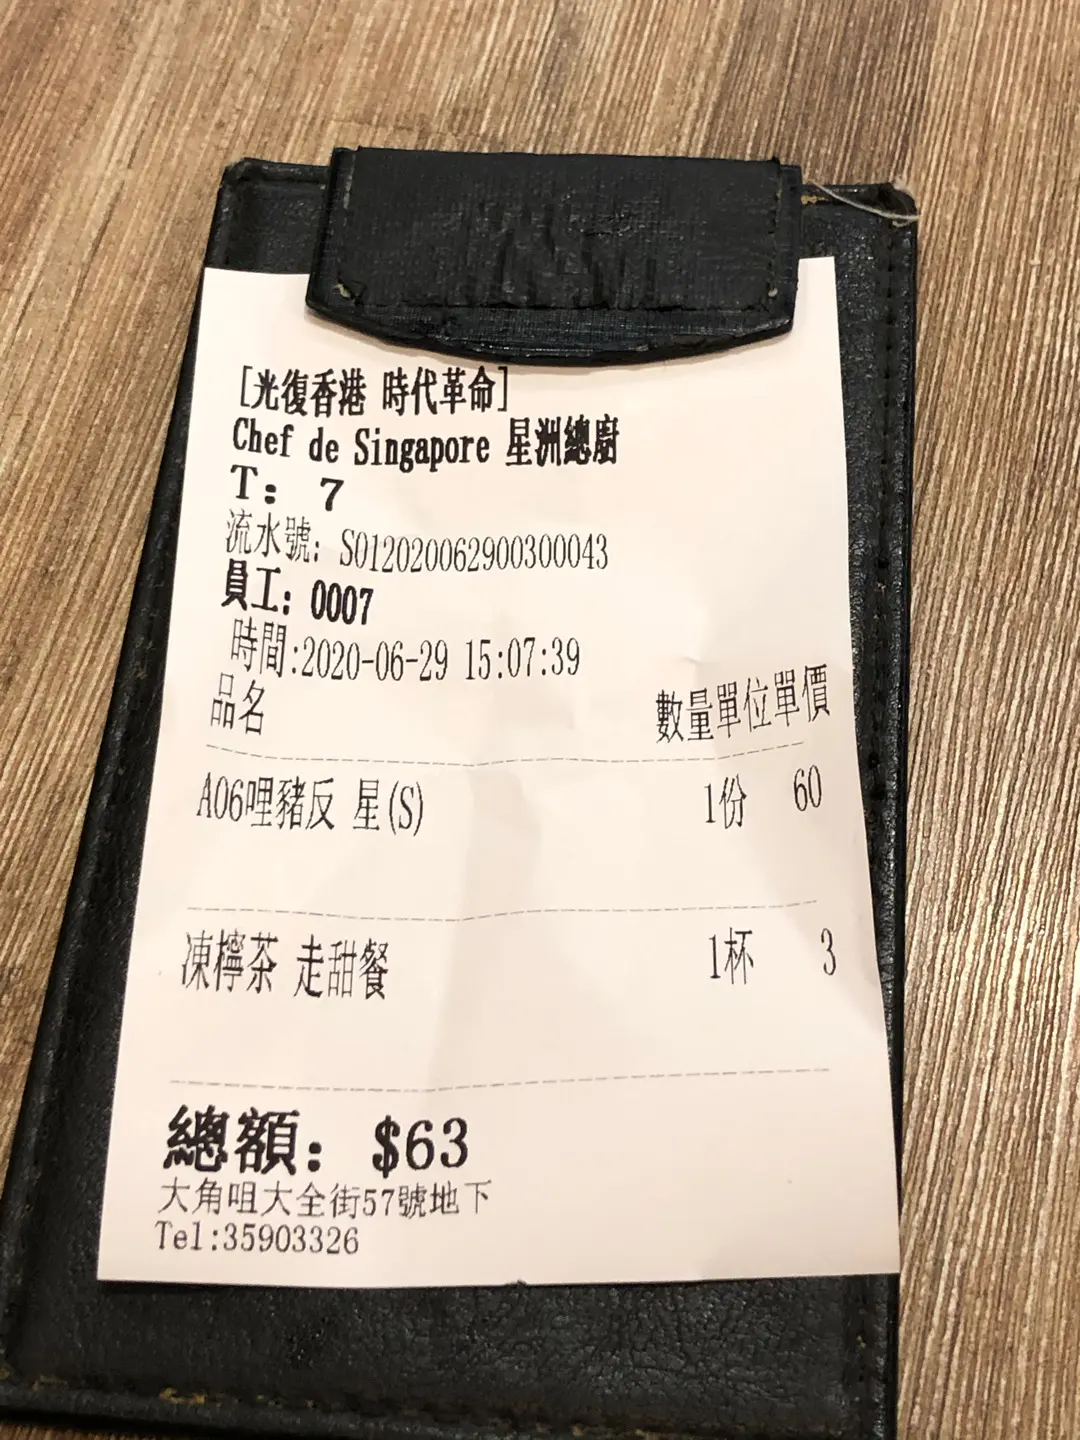 [光復香港 時代革命]
Chef de Singapore 星洲總廚
T: 7
流水號: S012020062900300043
員工: 0007
時間:2020-06-29 15:07:39
品名 數量單位單價
A06哩豬反 星(S) 1份 60
凍檸茶 走甜餐 1杯 3
總額: $63
大角咀大全街57號地下
Tel:35903326